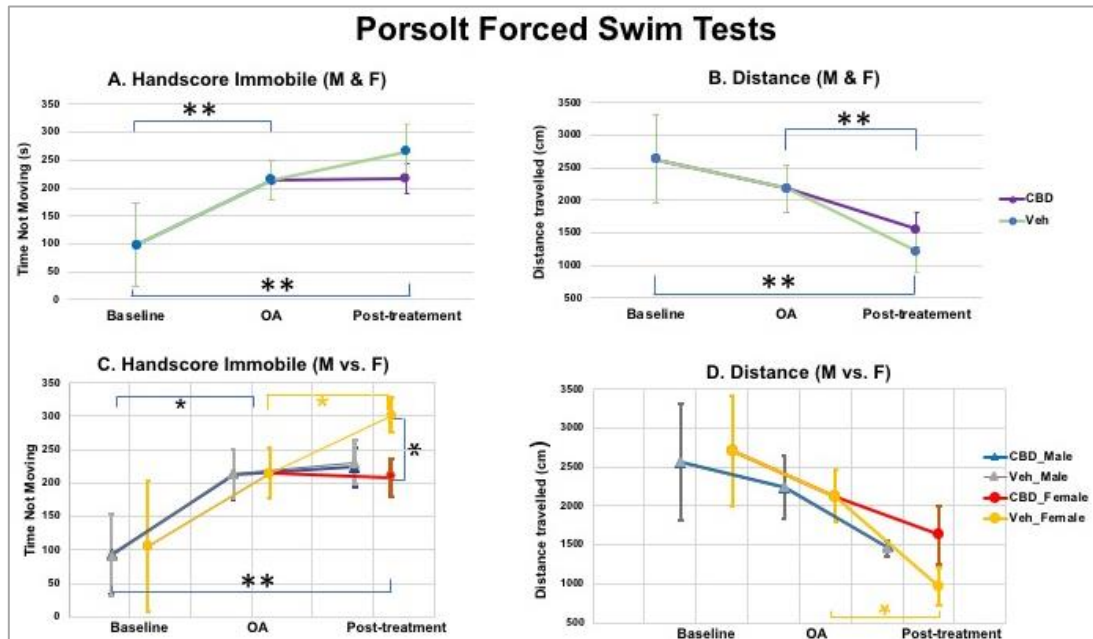 Porsolt Forced Swim Tests
A. Handscore Immobile (M & F)
Time Not Moving (s)
350
300
250
200
150
100
50
0
**
**
Baseline
OA
Post-treatement
B. Distance (M & F)
Distance travelled (cm)
3500
3000
2500
2000
1500
1000
500
**
**
Baseline
OA
Post-treatment
CBD
Veh
C. Handscore Immobile (M vs. F)
Time Not Moving
350
300
250
200
150
100
50
0
*
*
*
**
Baseline
OA
Post-treatment
D. Distance (M vs. F)
Distance travelled (cm)
3500
3000
2500
2000
1500
1000
500
*
Baseline
OA
Post-treatment
CBD_Male
Veh_Male
CBD_Female
Veh_Female